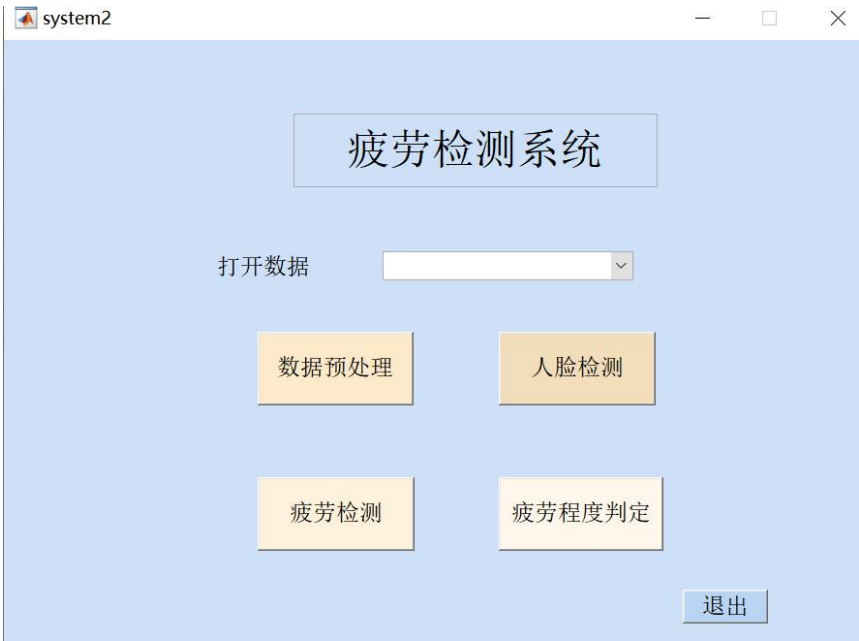 system2
疲劳检测系统
打开数据
数据预处理
人脸检测
疲劳检测
疲劳程度判定
退出